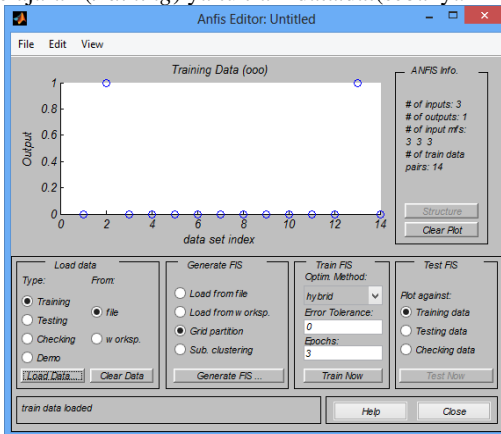 Anfis Editor: Untitled
File Edit View
Training Data (ooo)
1
0.8
0.6
0.4
0.2
0
Output
0 2 4 6 8 10 12 14
data set index
ANFIS Info.
# of inputs: 3
# of outputs: 1
# of input mfs:
3 3 3
# of train data
pairs: 14
Structure
Clear Plot
Load data
Type: From:
Training
Testing
Checking
Demo
file
w orksp.
Load Data... Clear Data
Generate FIS
Load from file
Load from w orksp.
Grid partition
Sub. clustering
Generate FIS ...
Train FIS
Optim. Method:
hybrid
Error Tolerance:
0
Epochs:
3
Train Now
Test FIS
Plot against:
Training data
Testing data
Checking data
Test Now
train data loaded
Help Close